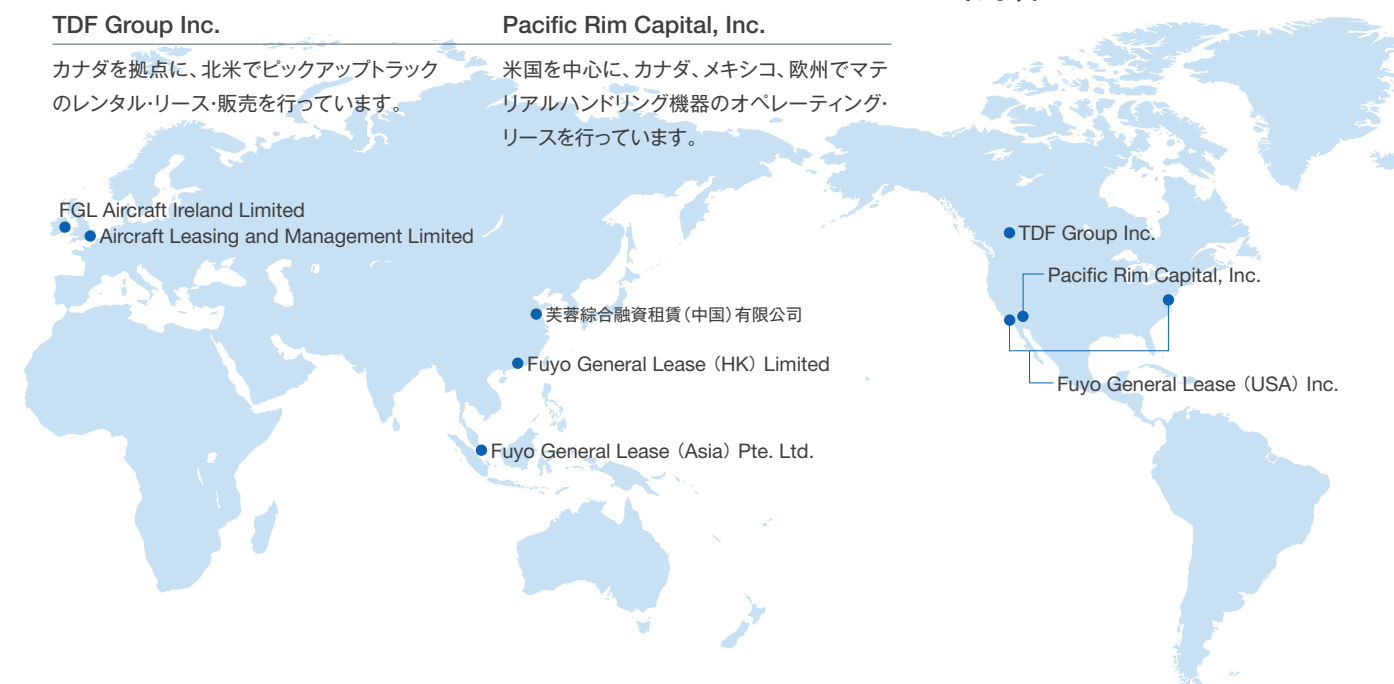 TDF Group Inc.
カナダを拠点に、北米でピックアップトラック
のレンタル・リース・販売を行っています。
Pacific Rim Capital, Inc.
米国を中心に、カナダ、メキシコ、欧州でマテ
リアルハンドリング機器のオペレーティング・
リースを行っています。
FGL Aircraft Ireland Limited
Aircraft Leasing and Management Limited
芙蓉綜合融資租賃（中国）有限公司
Fuyo General Lease （HK） Limited
Fuyo General Lease （Asia） Pte. Ltd.
TDF Group Inc.
Pacific Rim Capital, Inc.
Fuyo General Lease （USA） Inc.